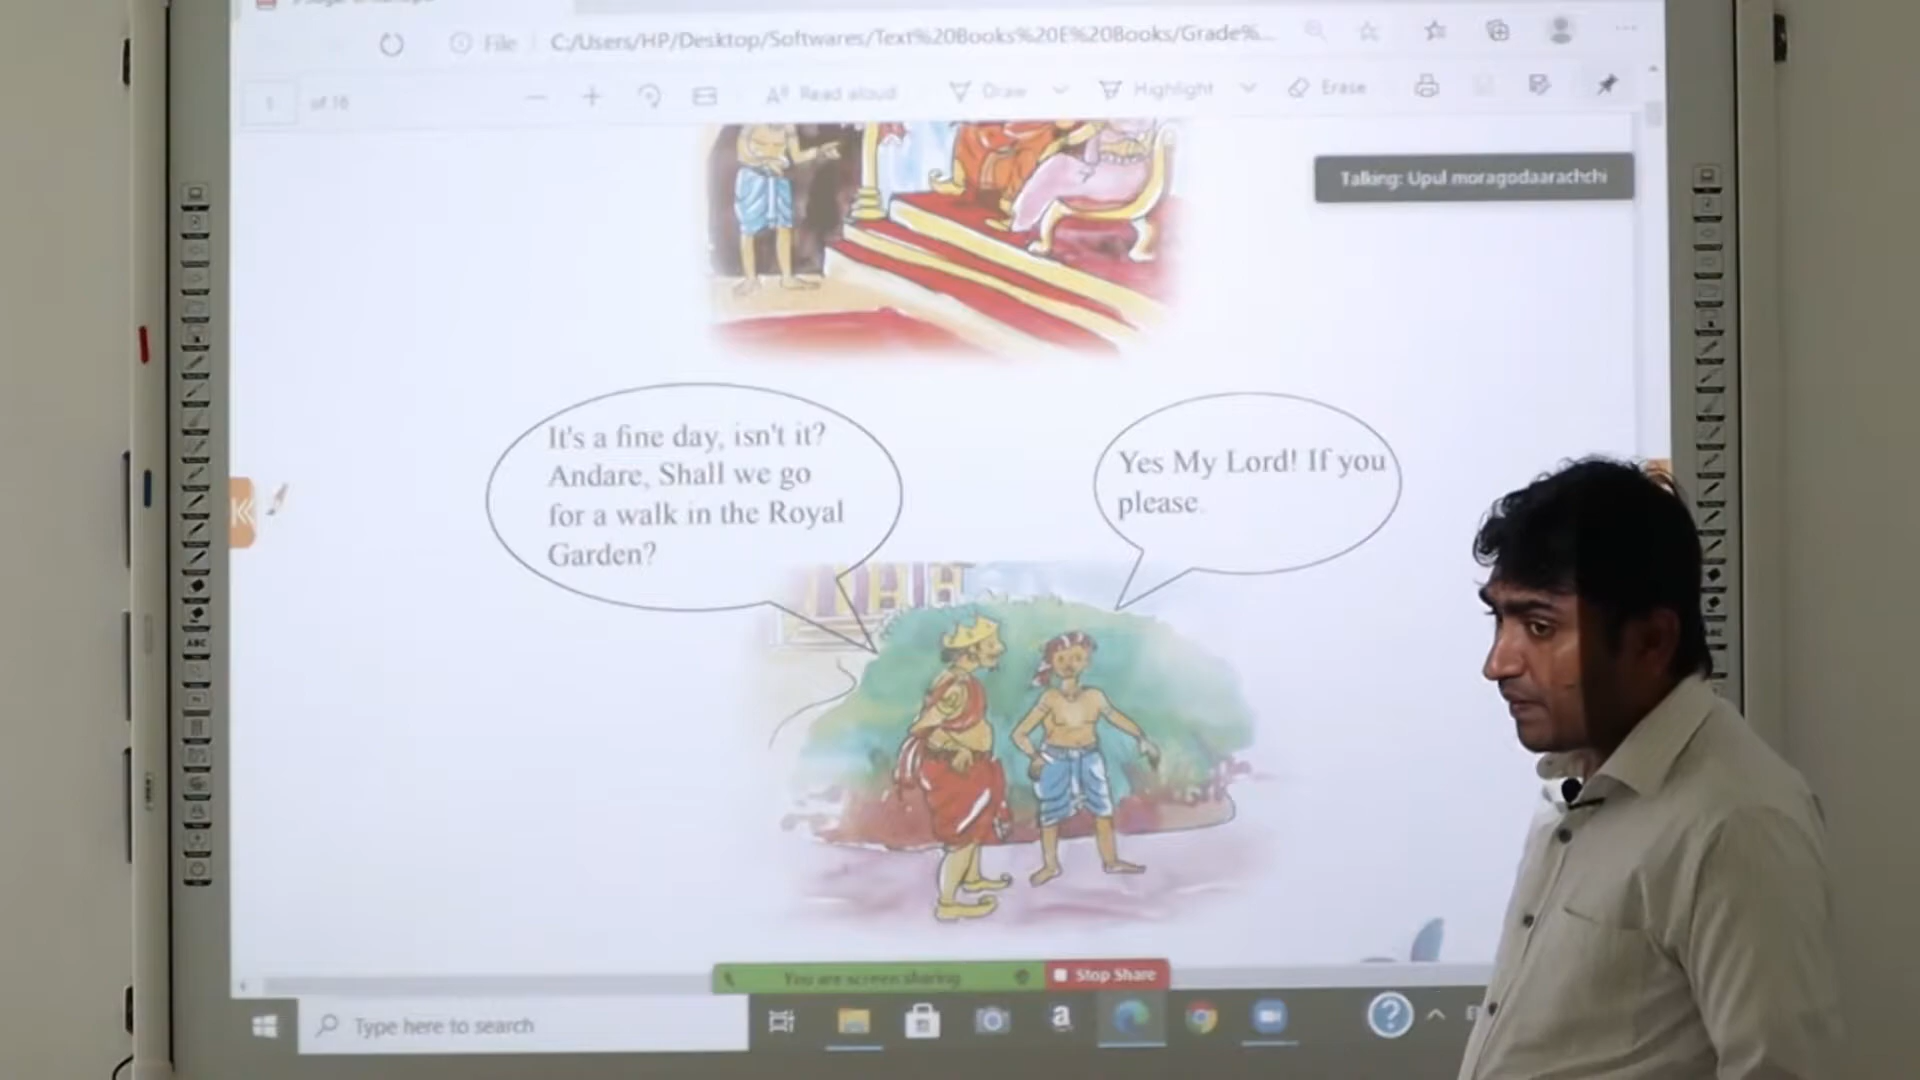 File C:/Users/HP/Desktop/Softwares/Text%20Books%20E%20Books/Grade%...
1 of 16
Read aloud
Draw
Highlight
Erase
Talking: Upul moragodaarachchi
It's a fine day, isn't it?
Andare, Shall we go
for a walk in the Royal
Garden?
Yes My Lord! If you
please.
ABC
You are screen sharing
Stop Share
Type here to search